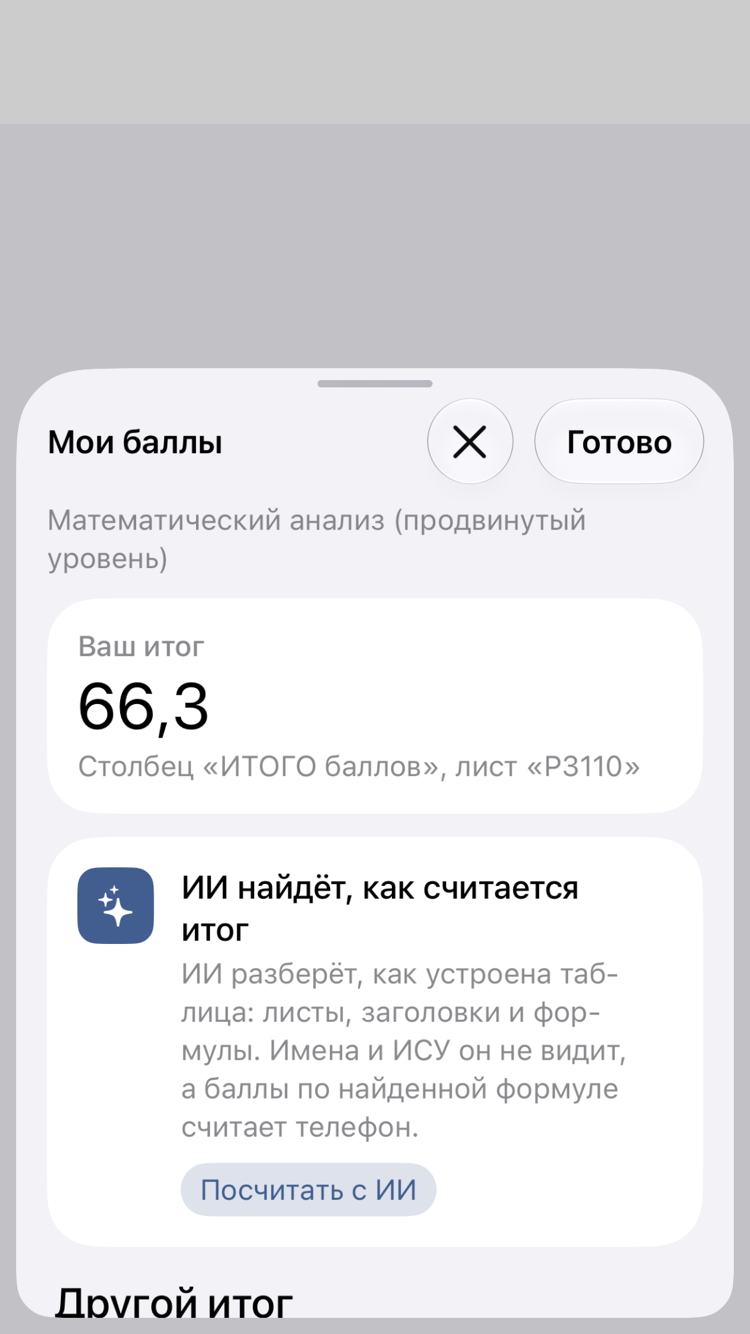 Мои баллы
Готово
Математический анализ (продвинутый
уровень)
Ваш итог
66,3
Столбец «ИТОГО баллов», лист «P3110»
ИИ найдёт, как считается
итог
ИИ разберёт, как устроена таб-
лица: листы, заголовки и фор-
мулы. Имена и ИСУ он не видит,
а баллы по найденной формуле
считает телефон.
Посчитать с ИИ
Другой итог